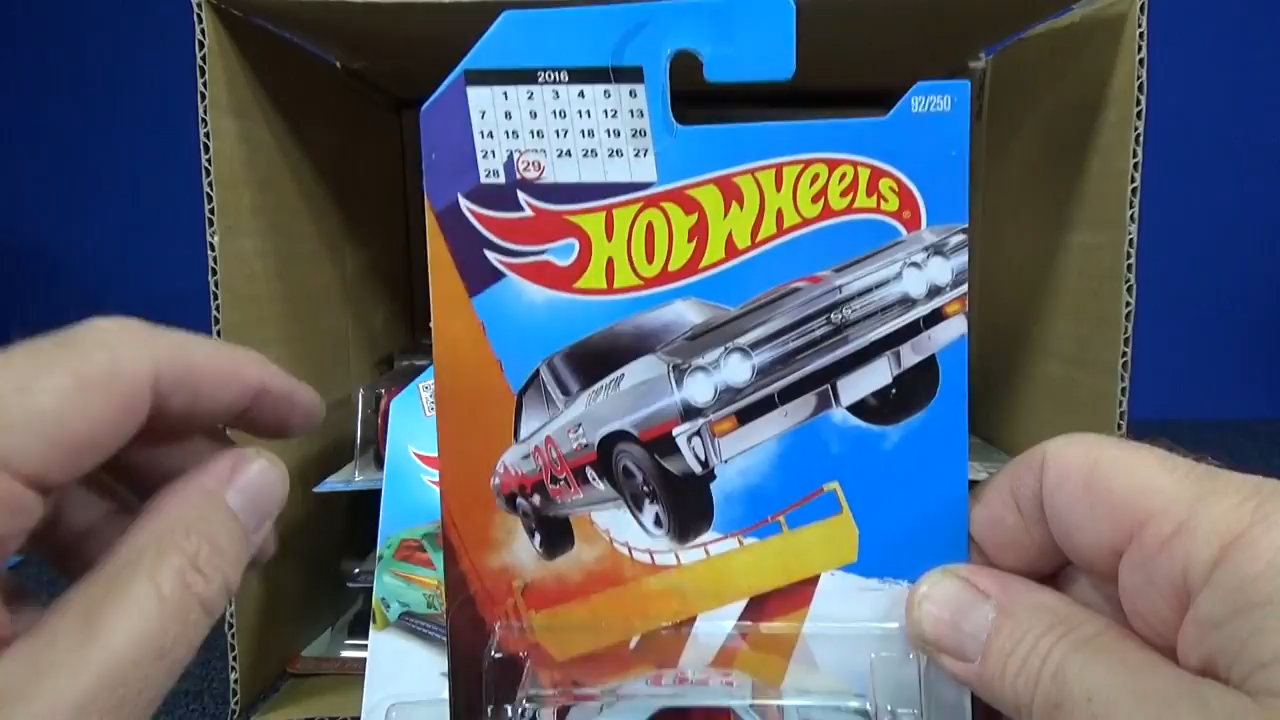 2016
1 2 3 4 5 6
7 8 9 10 11 12 13
14 15 16 17 18 19 20
21 24 25 26 27
28 29
92/250
HOT WHEELS
SS
29